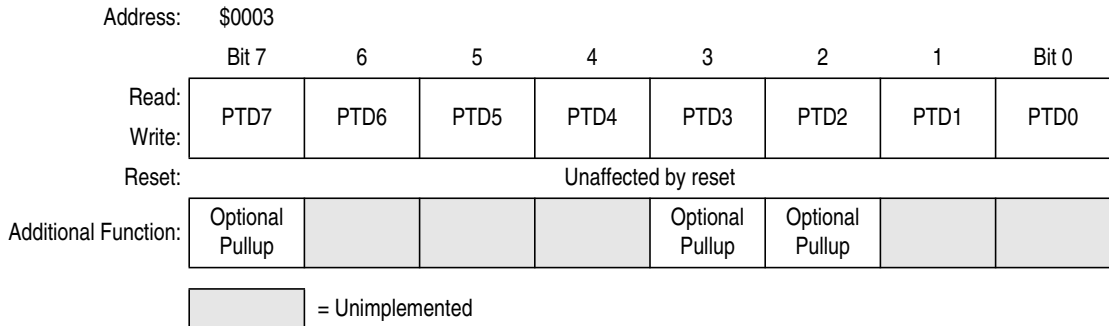 Address: $0003
Bit 7 6 5 4 3 2 1 Bit 0
Read:
PTD7 PTD6 PTD5 PTD4 PTD3 PTD2 PTD1 PTD0
Write:
Reset: Unaffected by reset
Additional Function: Optional Pullup Optional Pullup Optional Pullup
= Unimplemented